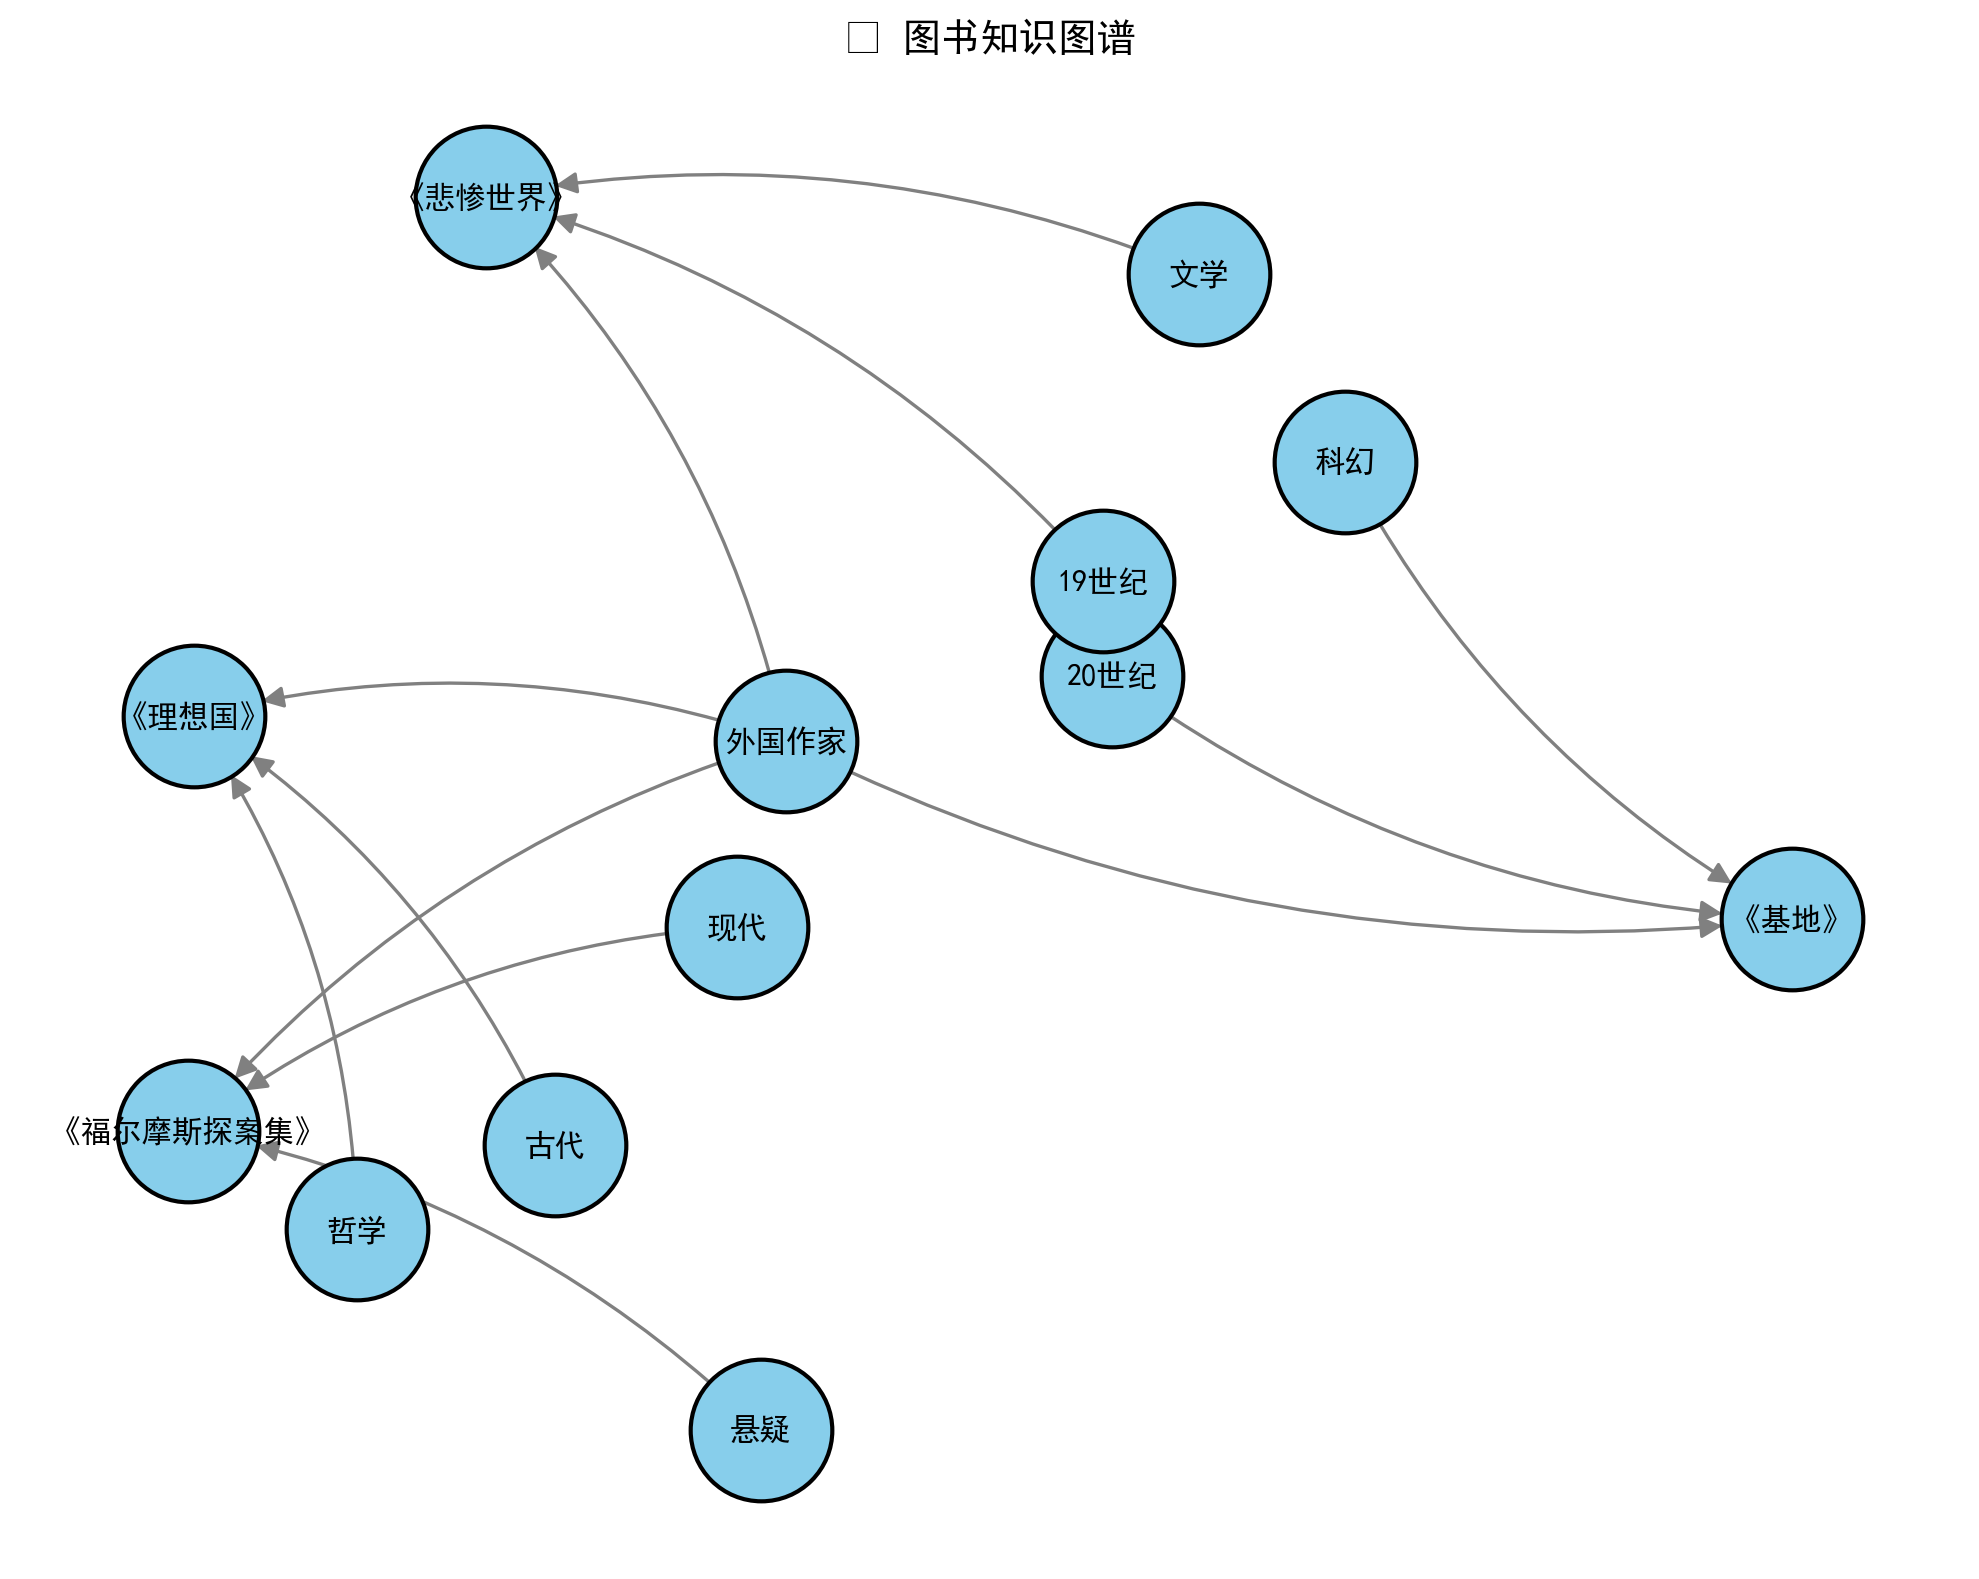 □ 图书知识图谱
《悲惨世界》
文学
科幻
19世纪
20世纪
《理想国》
外国作家
《基地》
现代
《福尔摩斯探案集》
古代
哲学
悬疑